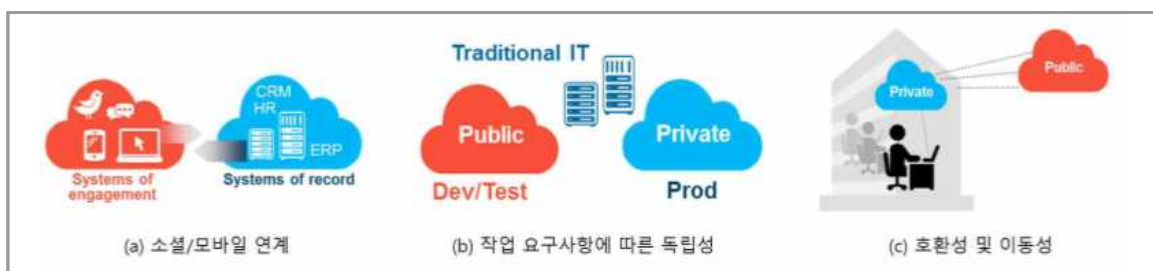 CRM
HR
ERP
Systems of
engagement
Systems of record
(a) 소셜/모바일 연계
Traditional IT
Public
Private
Dev/Test
Prod
(b) 작업 요구사항에 따른 독립성
Private
Public
(c) 호환성 및 이동성